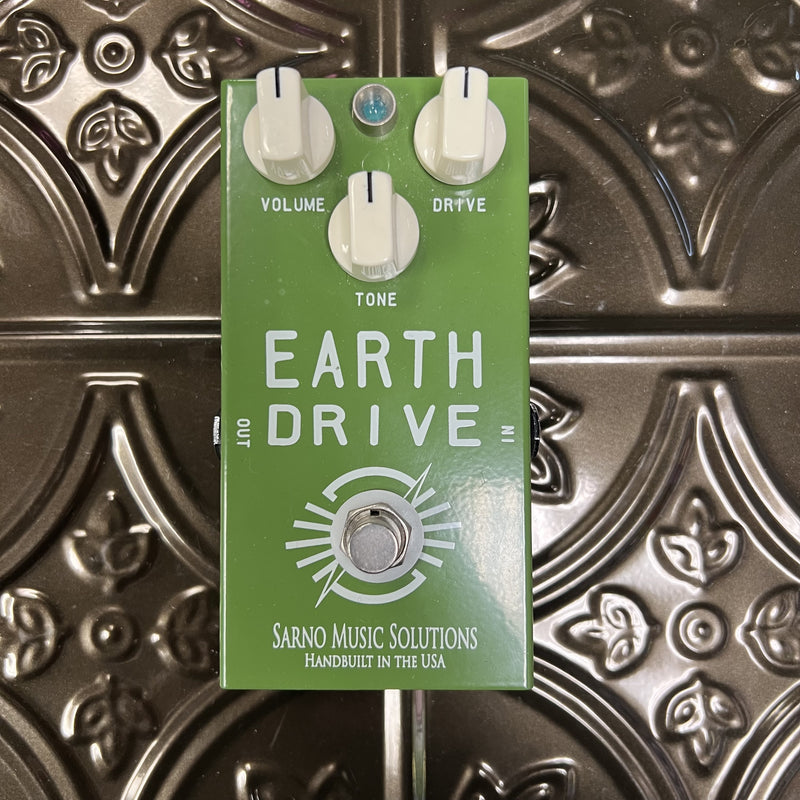 VOLUME
DRIVE
TONE
EARTH
DRIVE
OUT
IN
SARNO MUSIC SOLUTIONS
HANDBUILT IN THE USA